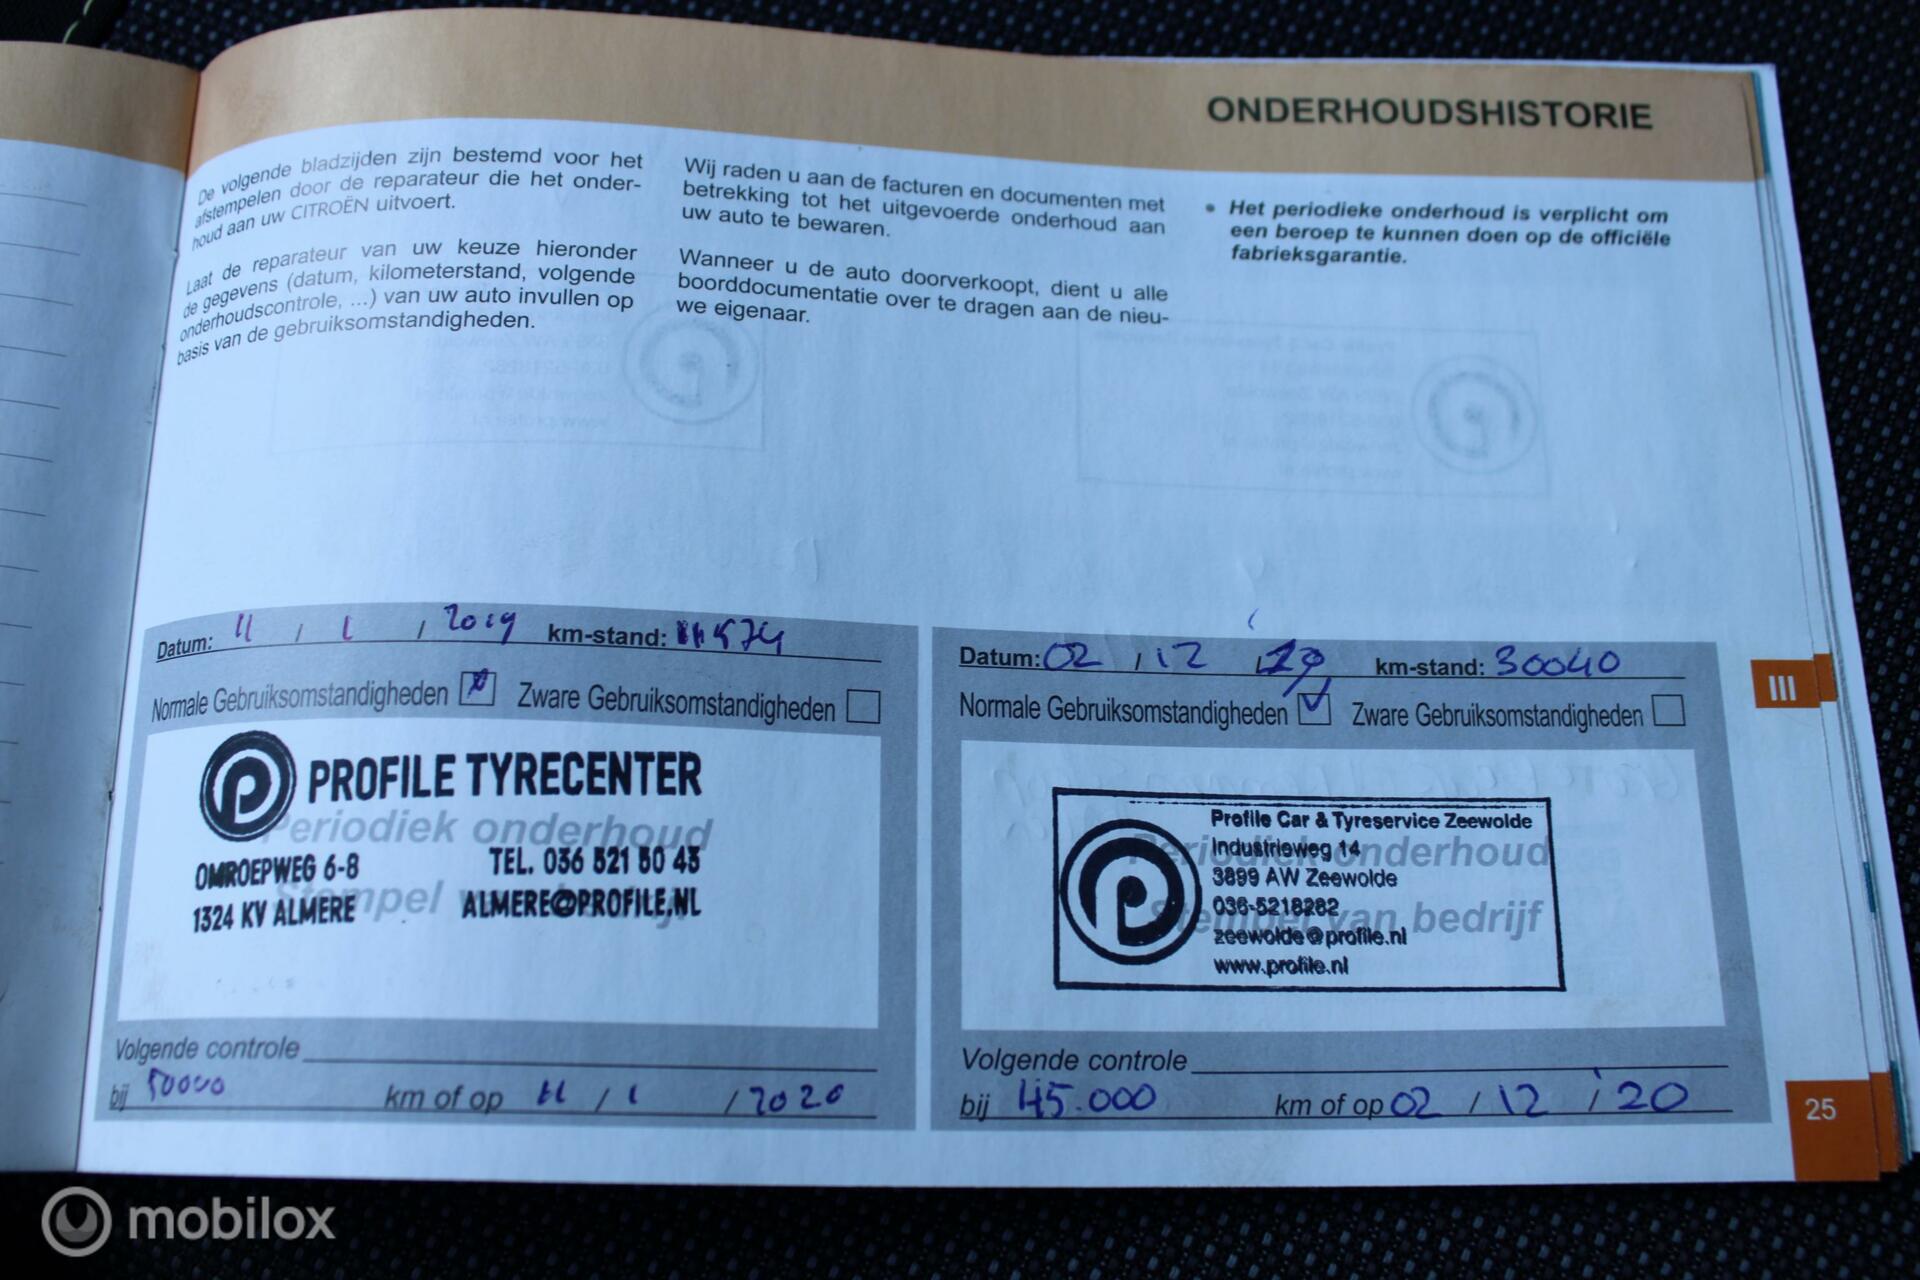 ONDERHOUDSHISTORIE
De volgende bladzijden zijn bestemd voor het
afstempelen door de reparateur die het onder-
houd aan uw CITROËN uitvoert.
Laat de reparateur van uw keuze hieronder
de gegevens (datum, kilometerstand, volgende
onderhoudscontrole, ...) van uw auto invullen op
basis van de gebruiksomstandigheden.
Wij raden u aan de facturen en documenten met
betrekking tot het uitgevoerde onderhoud aan
uw auto te bewaren.
Wanneer u de auto doorverkoopt, dient u alle
boorddocumentatie over te dragen aan de nieu-
we eigenaar.
• Het periodieke onderhoud is verplicht om
een beroep te kunnen doen op de officiële
fabrieksgarantie.
Datum: 11 / 1 / 2019 km-stand:
Normale Gebruiksomstandigheden Zware Gebruiksomstandigheden
PROFILE TYRECENTER
Periodiek onderhoud
OMROEPWEG 6-8 TEL. 036 521 50 43
Stempel
1324 KV ALMERE ALMERE@PROFILE.NL
Volgende controle
bij 50000 km of op 11 / 1 / 2020
Datum: 02 / 12 / km-stand: 30040
Normale Gebruiksomstandigheden Zware Gebruiksomstandigheden
Profile Car & Tyreservice Zeewolde
Industrieweg 14
Periodiek onderhoud
3899 AW Zeewolde
036-5218282
Stempel van bedrijf
zeewolde@profile.nl
www.profile.nl
Volgende controle
bij 45.000 km of op 02 / 12 / 20
III
25
mobilox